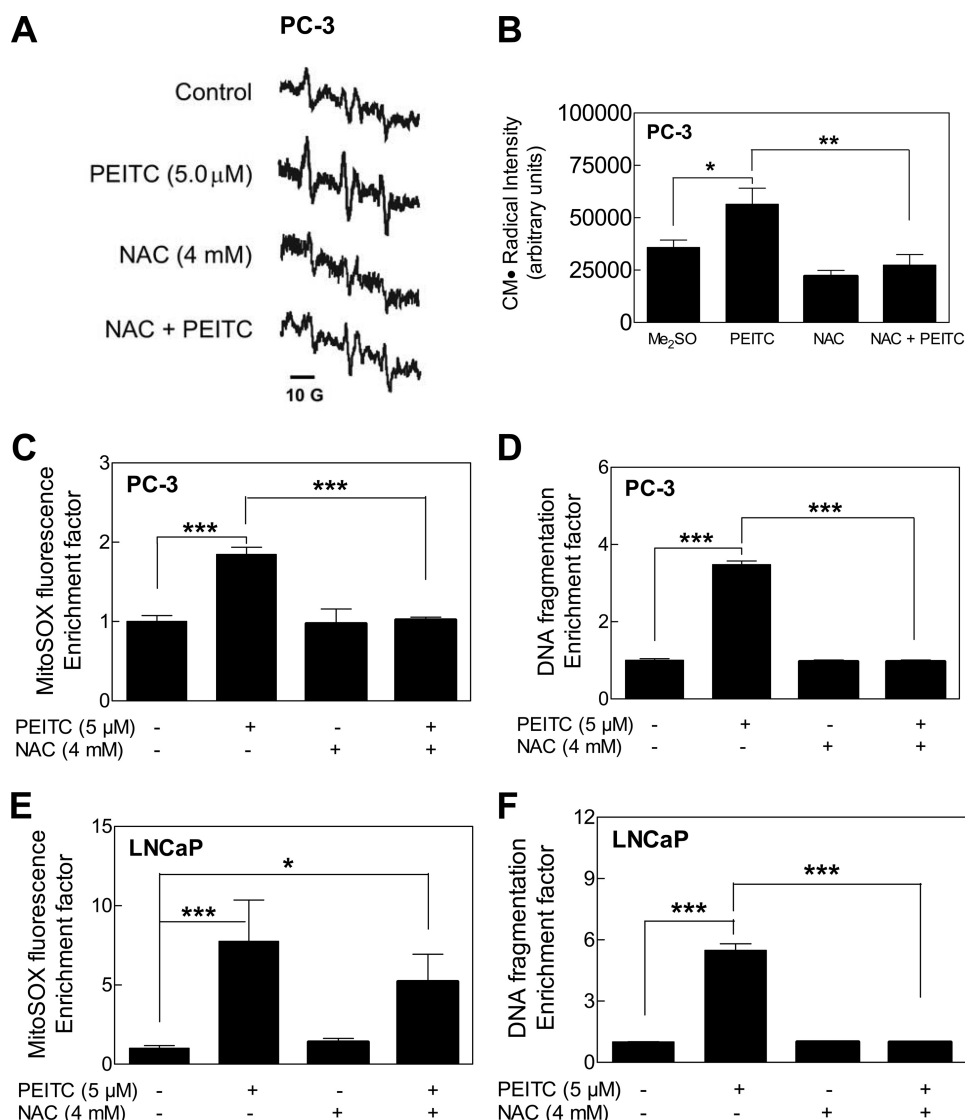 A
PC-3
Control
PEITC (5.0 μM)
NAC (4 mM)
NAC + PEITC
10 G
B
CM• Radical Intensity
(arbitrary units)
100000
75000
50000
25000
0
PC-3
*
**
Me₂SO PEITC NAC NAC + PEITC
C
MitoSOX fluorescence
Enrichment factor
3
2
1
0
PC-3
***
***
PEITC (5 μM) - + - +
NAC (4 mM) - - + +
D
DNA fragmentation
Enrichment factor
6
4
2
0
PC-3
***
***
PEITC (5 μM) - + - +
NAC (4 mM) - - + +
E
MitoSOX fluorescence
Enrichment factor
15
10
5
0
LNCaP
*
***
PEITC (5 μM) - + - +
NAC (4 mM) - - + +
F
DNA fragmentation
Enrichment factor
12
9
6
3
0
LNCaP
***
***
PEITC (5 μM) - + - +
NAC (4 mM) - - + +